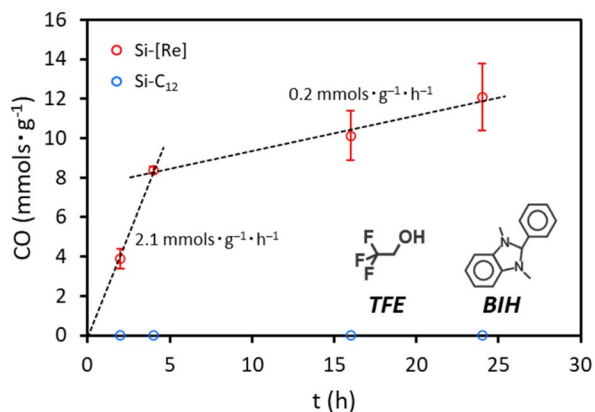 16
14
12
10
8
6
4
2
0
CO (mmols·g⁻¹)
Si-[Re]
Si-C₁₂
0.2 mmols·g⁻¹·h⁻¹
2.1 mmols·g⁻¹·h⁻¹
F
F
F
OH
TFE
N
N
BIH
0 5 10 15 20 25 30
t (h)